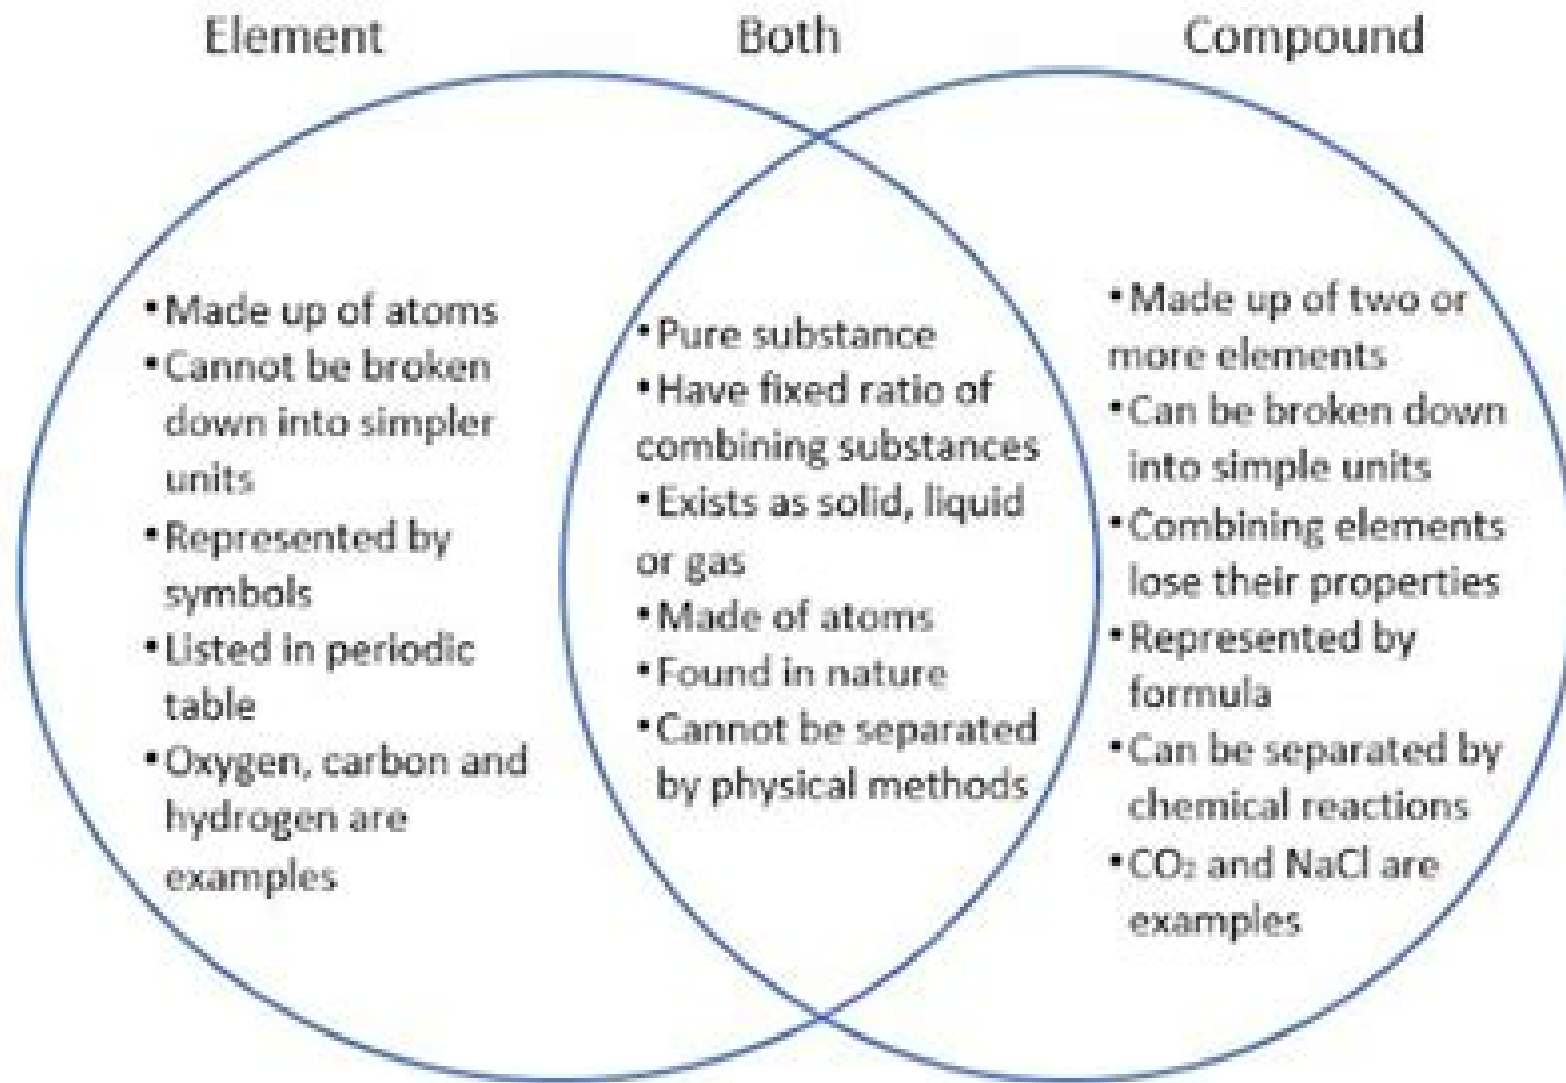 Element
Both
Compound
•Made up of atoms
•Cannot be broken
down into simpler
units
•Represented by
symbols
•Listed in periodic
table
•Oxygen, carbon and
hydrogen are
examples
•Pure substance
•Have fixed ratio of
combining substances
•Exists as solid, liquid
or gas
•Made of atoms
•Found in nature
•Cannot be separated
by physical methods
•Made up of two or
more elements
•Can be broken down
into simple units
•Combining elements
lose their properties
•Represented by
formula
•Can be separated by
chemical reactions
•CO₂ and NaCl are
examples